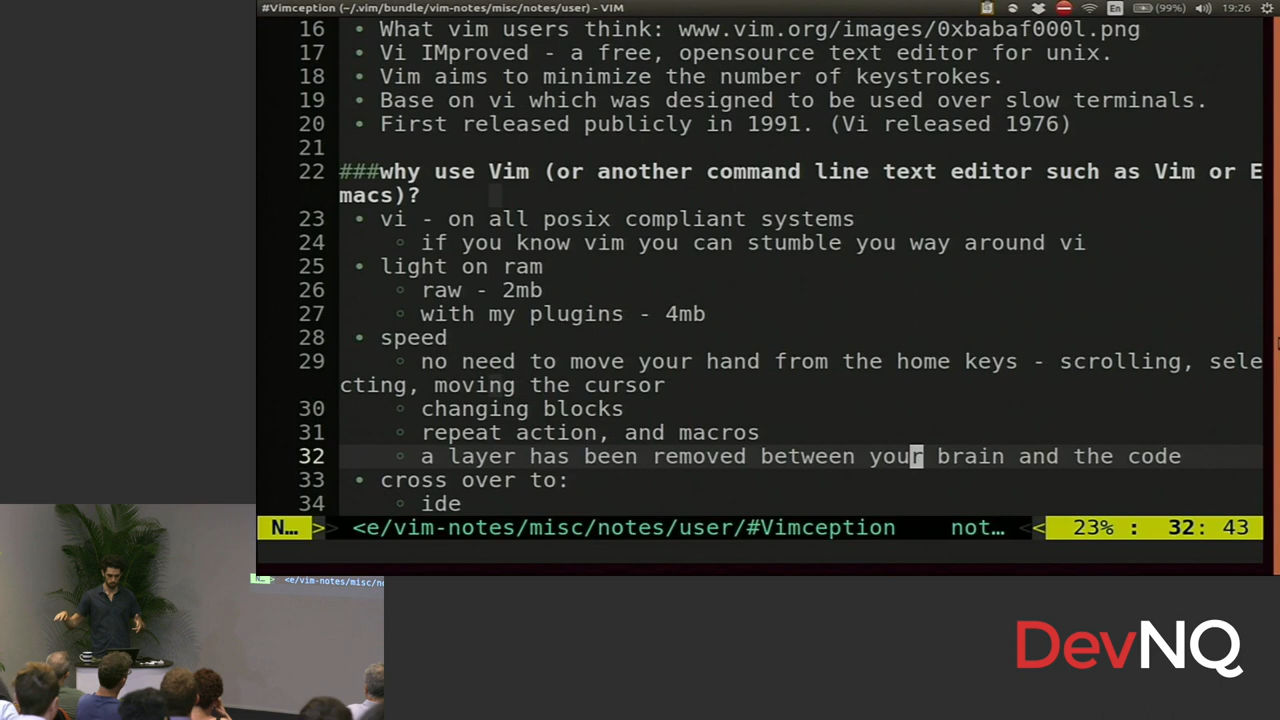 #Vimception (~/.vim/bundle/vim-notes/misc/notes/user) - VIM
En (99%) 19:26
16 • What vim users think: www.vim.org/images/0xbabaf000l.png
17 • Vi IMproved - a free, opensource text editor for unix.
18 • Vim aims to minimize the number of keystrokes.
19 • Base on vi which was designed to be used over slow terminals.
20 • First released publicly in 1991. (Vi released 1976)
21
22 ###why use Vim (or another command line text editor such as Vim or E
macs)?
23 • vi - on all posix compliant systems
24 ◦ if you know vim you can stumble you way around vi
25 • light on ram
26 ◦ raw - 2mb
27 ◦ with my plugins - 4mb
28 • speed
29 ◦ no need to move your hand from the home keys - scrolling, sele
cting, moving the cursor
30 ◦ changing blocks
31 ◦ repeat action, and macros
32 ◦ a layer has been removed between your brain and the code
33 • cross over to:
34 ◦ ide
N… > <e/vim-notes/misc/notes/user/#Vimception not… < 23% : 32: 43
<e/vim-notes/misc/no
DevNQ